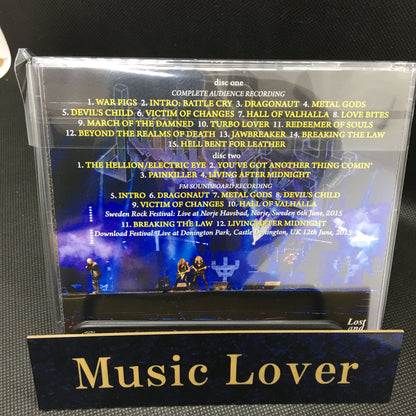 disc one
COMPLETE AUDIENCE RECORDING
1. WAR PIGS 2. INTRO: BATTLE CRY 3. DRAGONAUT 4. METAL GODS
5. DEVIL'S CHILD 6. VICTIM OF CHANGES 7. HALL OF VALHALLA 8. LOVE BITES
9. MARCH OF THE DAMNED 10. TURBO LOVER 11. REDEEMER OF SOULS
12. BEYOND THE REALMS OF DEATH 13. JAWBREAKER 14. BREAKING THE LAW
15. HELL BENT FOR LEATHER
disc two
1. THE HELLION/ELECTRIC EYE 2. YOU'VE GOT ANOTHER THING COMIN'
3. PAINKILLER 4. LIVING AFTER MIDNIGHT
FM SOUNDBOARD RECORDING
5. INTRO 6. DRAGONAUT 7. METAL GODS 8. DEVIL'S CHILD
9. VICTIM OF CHANGES 10. HALL OF VALHALLA
Sweden Rock Festival: Live at Norje Havsbad, Norje, Sweden 6th June, 2015
11. BREAKING THE LAW 12. LIVING AFTER MIDNIGHT
Download Festival: Live at Donington Park, Castle Donington, UK 12th June, 2015
Lost
and
Music Lover